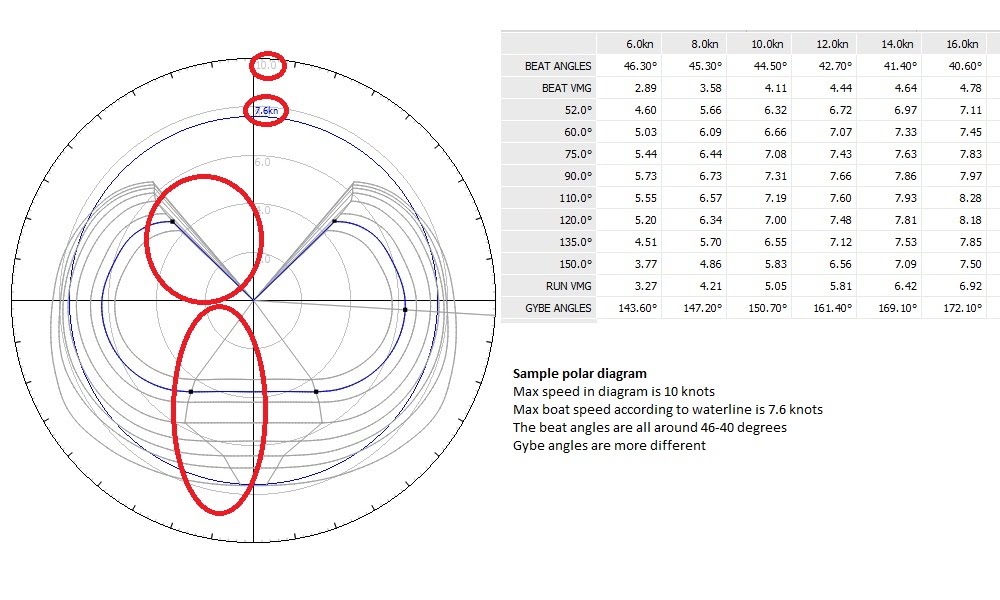 10.0
7.6kn
6.0
4.0
6.0kn 8.0kn 10.0kn 12.0kn 14.0kn 16.0kn
BEAT ANGLES 46.30° 45.30° 44.50° 42.70° 41.40° 40.60°
BEAT VMG 2.89 3.58 4.11 4.44 4.64 4.78
52.0° 4.60 5.66 6.32 6.72 6.97 7.11
60.0° 5.03 6.09 6.66 7.07 7.33 7.45
75.0° 5.44 6.44 7.08 7.43 7.63 7.83
90.0° 5.73 6.73 7.31 7.66 7.86 7.97
110.0° 5.55 6.57 7.19 7.60 7.93 8.28
120.0° 5.20 6.34 7.00 7.48 7.81 8.18
135.0° 4.51 5.70 6.55 7.12 7.53 7.85
150.0° 3.77 4.86 5.83 6.56 7.09 7.50
RUN VMG 3.27 4.21 5.05 5.81 6.42 6.92
GYBE ANGLES 143.60° 147.20° 150.70° 161.40° 169.10° 172.10°
Sample polar diagram
Max speed in diagram is 10 knots
Max boat speed according to waterline is 7.6 knots
The beat angles are all around 46-40 degrees
Gybe angles are more different